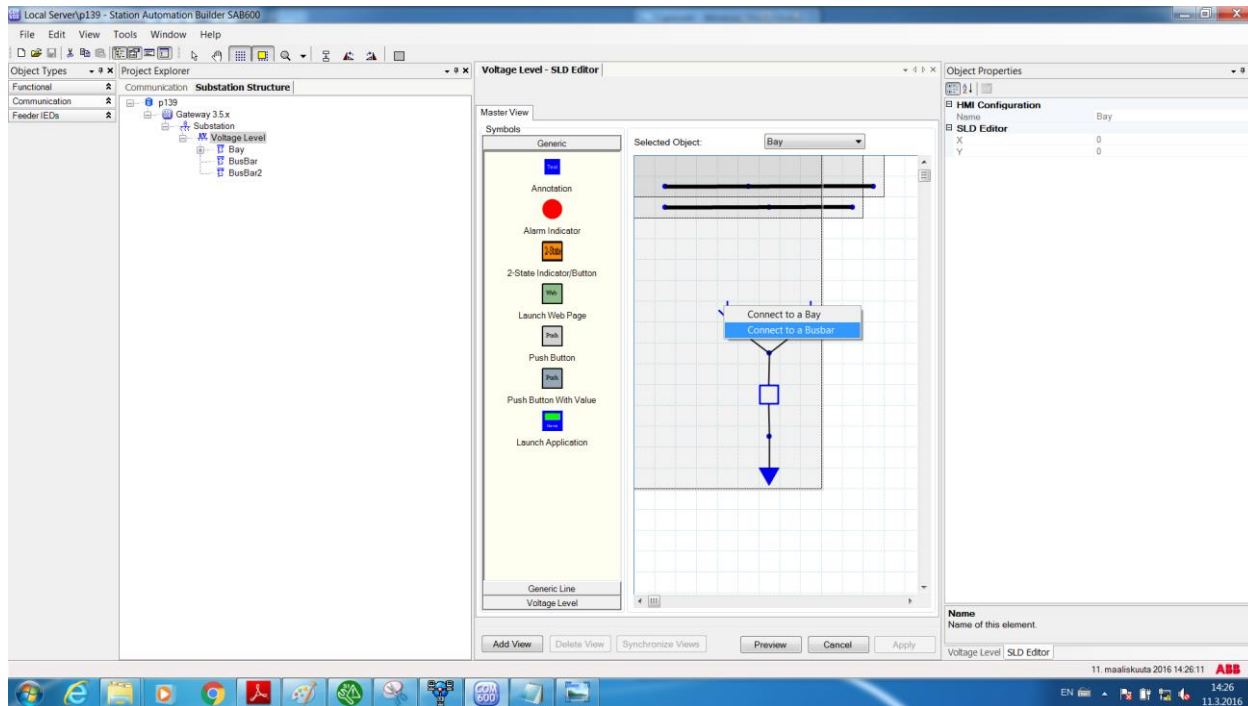 Local Server\p139 - Station Automation Builder SAB600
File Edit View Tools Window Help
Object Types
Functional
Communication
Feeder IEDs
Project Explorer
Communication Substation Structure
p139
Gateway 3.5.x
Substation
Voltage Level
Bay
BusBar
BusBar2
Voltage Level - SLD Editor
Master View
Symbols
Generic
Text
Annotation
Alarm Indicator
2-State
2-State Indicator/Button
Web
Launch Web Page
Push
Push Button
Push
Push Button With Value
Launch Application
Generic Line
Voltage Level
Selected Object: Bay
Connect to a Bay
Connect to a Busbar
Add View Delete View Synchronize Views Preview Cancel Apply
Object Properties
HMI Configuration
Name Bay
SLD Editor
X 0
Y 0
Name
Name of this element.
Voltage Level SLD Editor
11. maaliskuuta 2016 14:26:11 ABB
COM
600
EN
14:26
11.3.2016